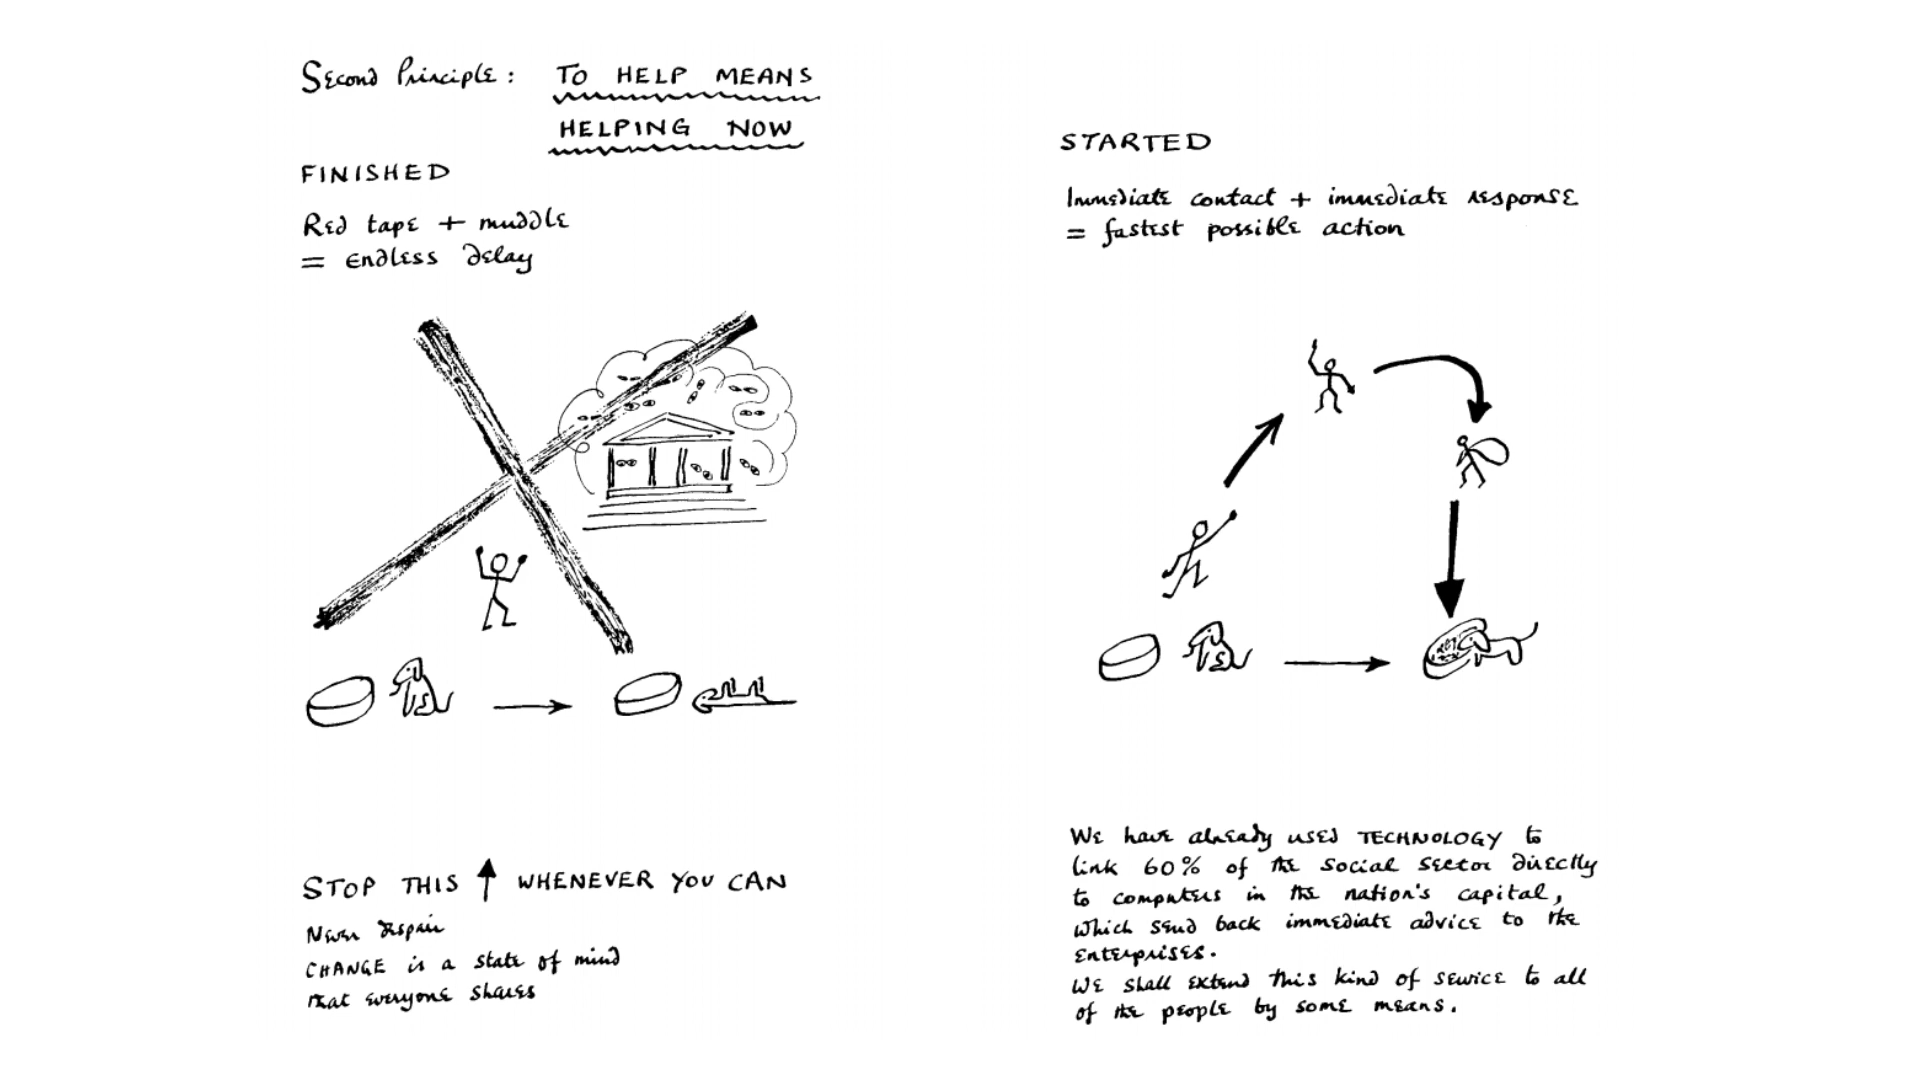 Second Principle: TO HELP MEANS
HELPING NOW
FINISHED
Red tape + muddle
= endless delay
STOP THIS ↑ WHENEVER YOU CAN
Never despair
CHANGE is a state of mind
that everyone shares
STARTED
Immediate contact + immediate response
= fastest possible action
We have already used TECHNOLOGY to
link 60% of the social sector directly
to computers in the nation's capital,
which send back immediate advice to the
enterprises.
We shall extend this kind of service to all
of the people by some means.